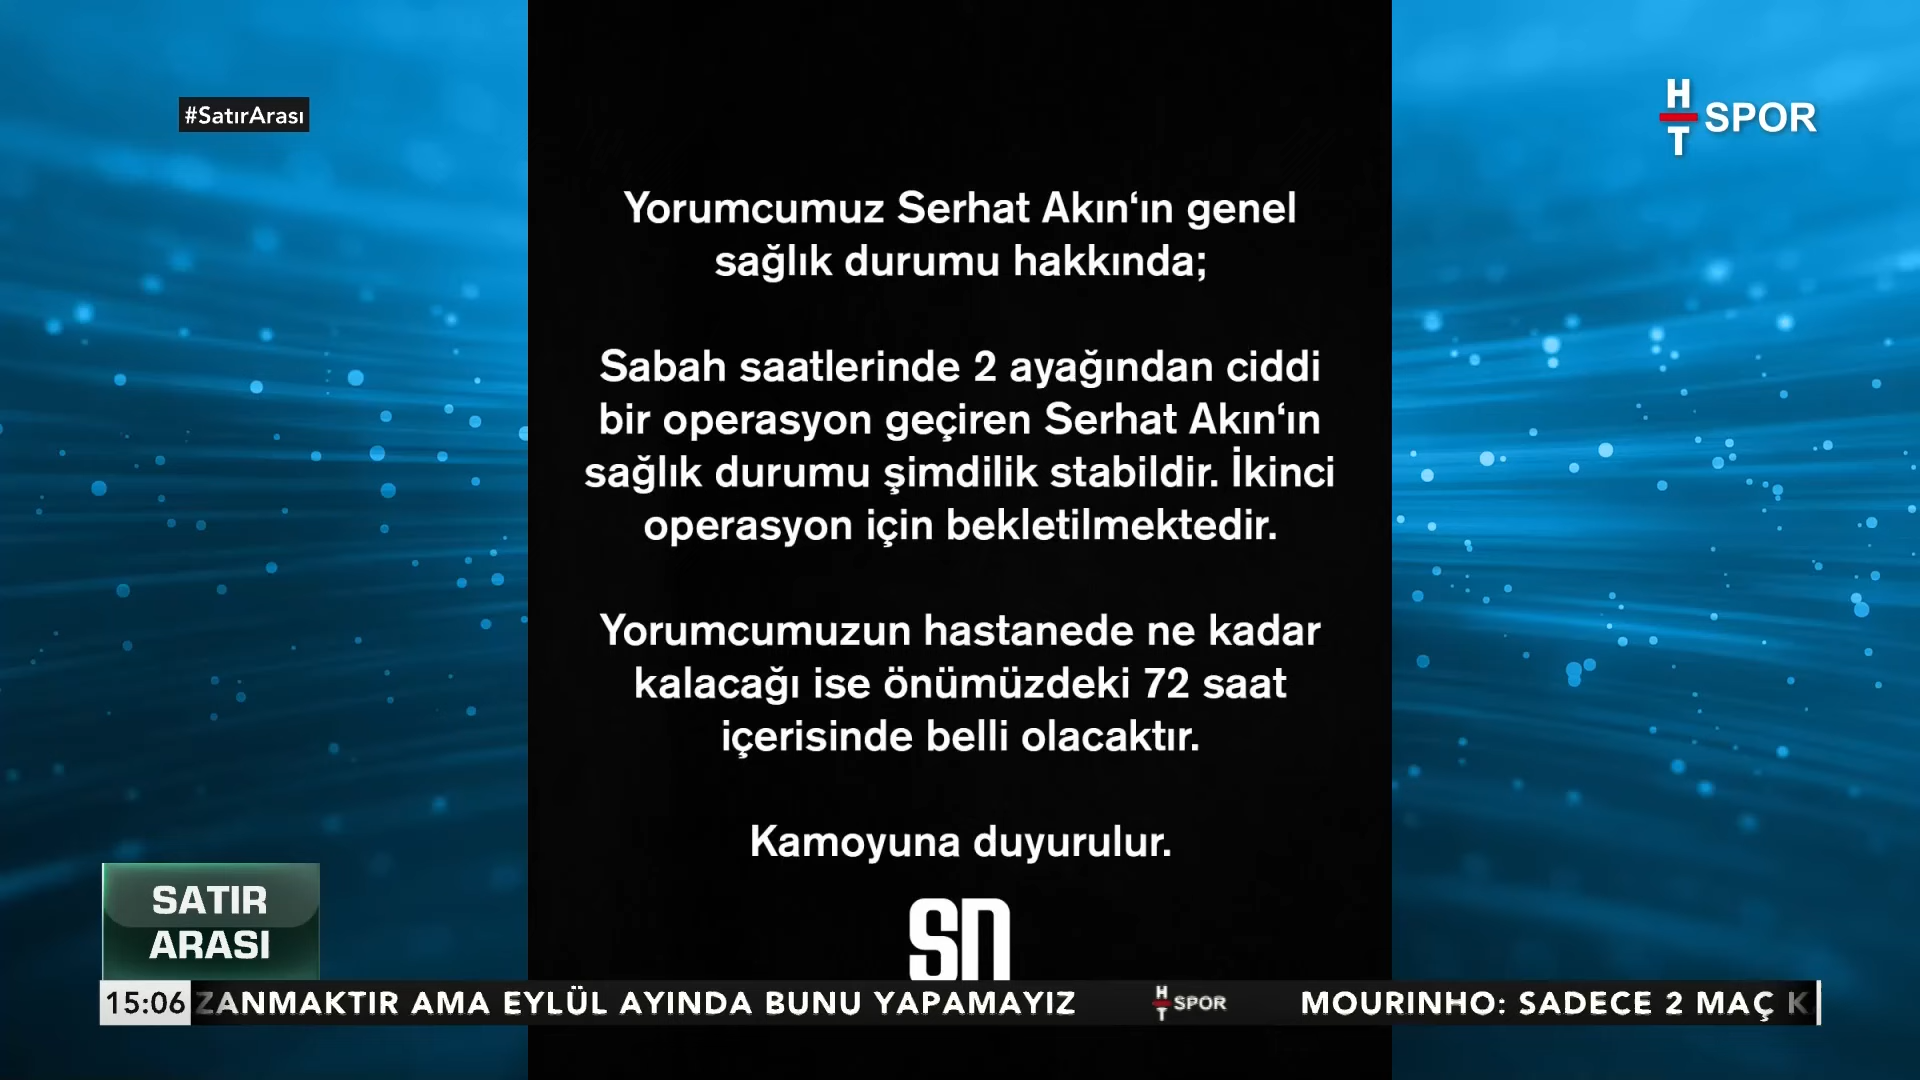 #SatırArası
HT SPOR
Yorumcumuz Serhat Akın‘ın genel
sağlık durumu hakkında;
Sabah saatlerinde 2 ayağından ciddi
bir operasyon geçiren Serhat Akın‘ın
sağlık durumu şimdilik stabildir. İkinci
operasyon için bekletilmektedir.
Yorumcumuzun hastanede ne kadar
kalacağı ise önümüzdeki 72 saat
içerisinde belli olacaktır.
Kamoyuna duyurulur.
SN
SATIR
ARASI
15:06 ZANMAKTIR AMA EYLÜL AYINDA BUNU YAPAMAYIZ HT SPOR MOURINHO: SADECE 2 MAÇ K